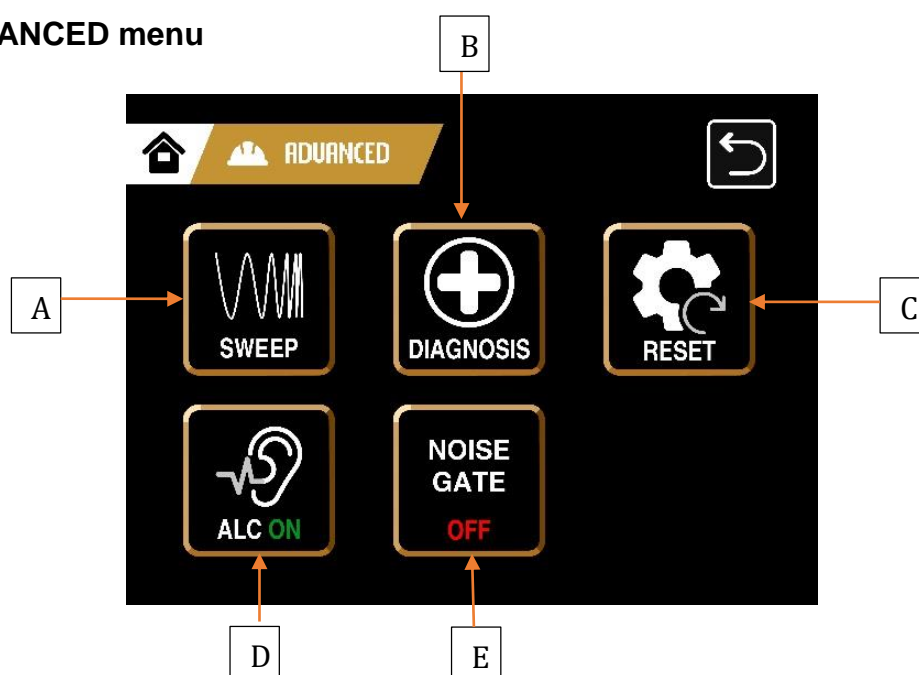 ANCED menu
B
ADVANCED
A
C
SWEEP
DIAGNOSIS
RESET
NOISE
GATE
ALC ON
OFF
D
E